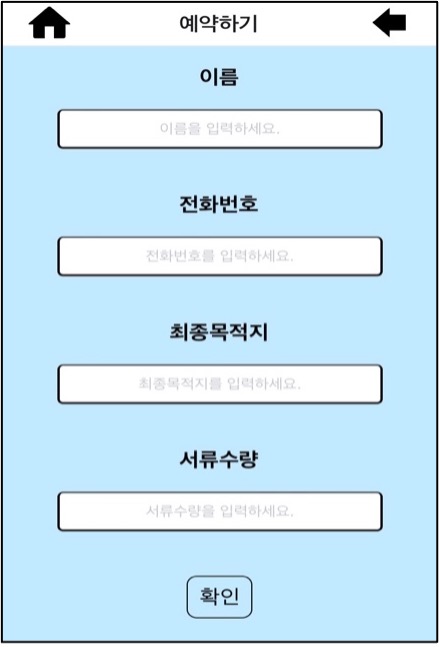 예약하기
이름
이름을 입력하세요.
전화번호
전화번호를 입력하세요.
최종목적지
최종목적지를 입력하세요.
서류수량
서류수량을 입력하세요.
확인